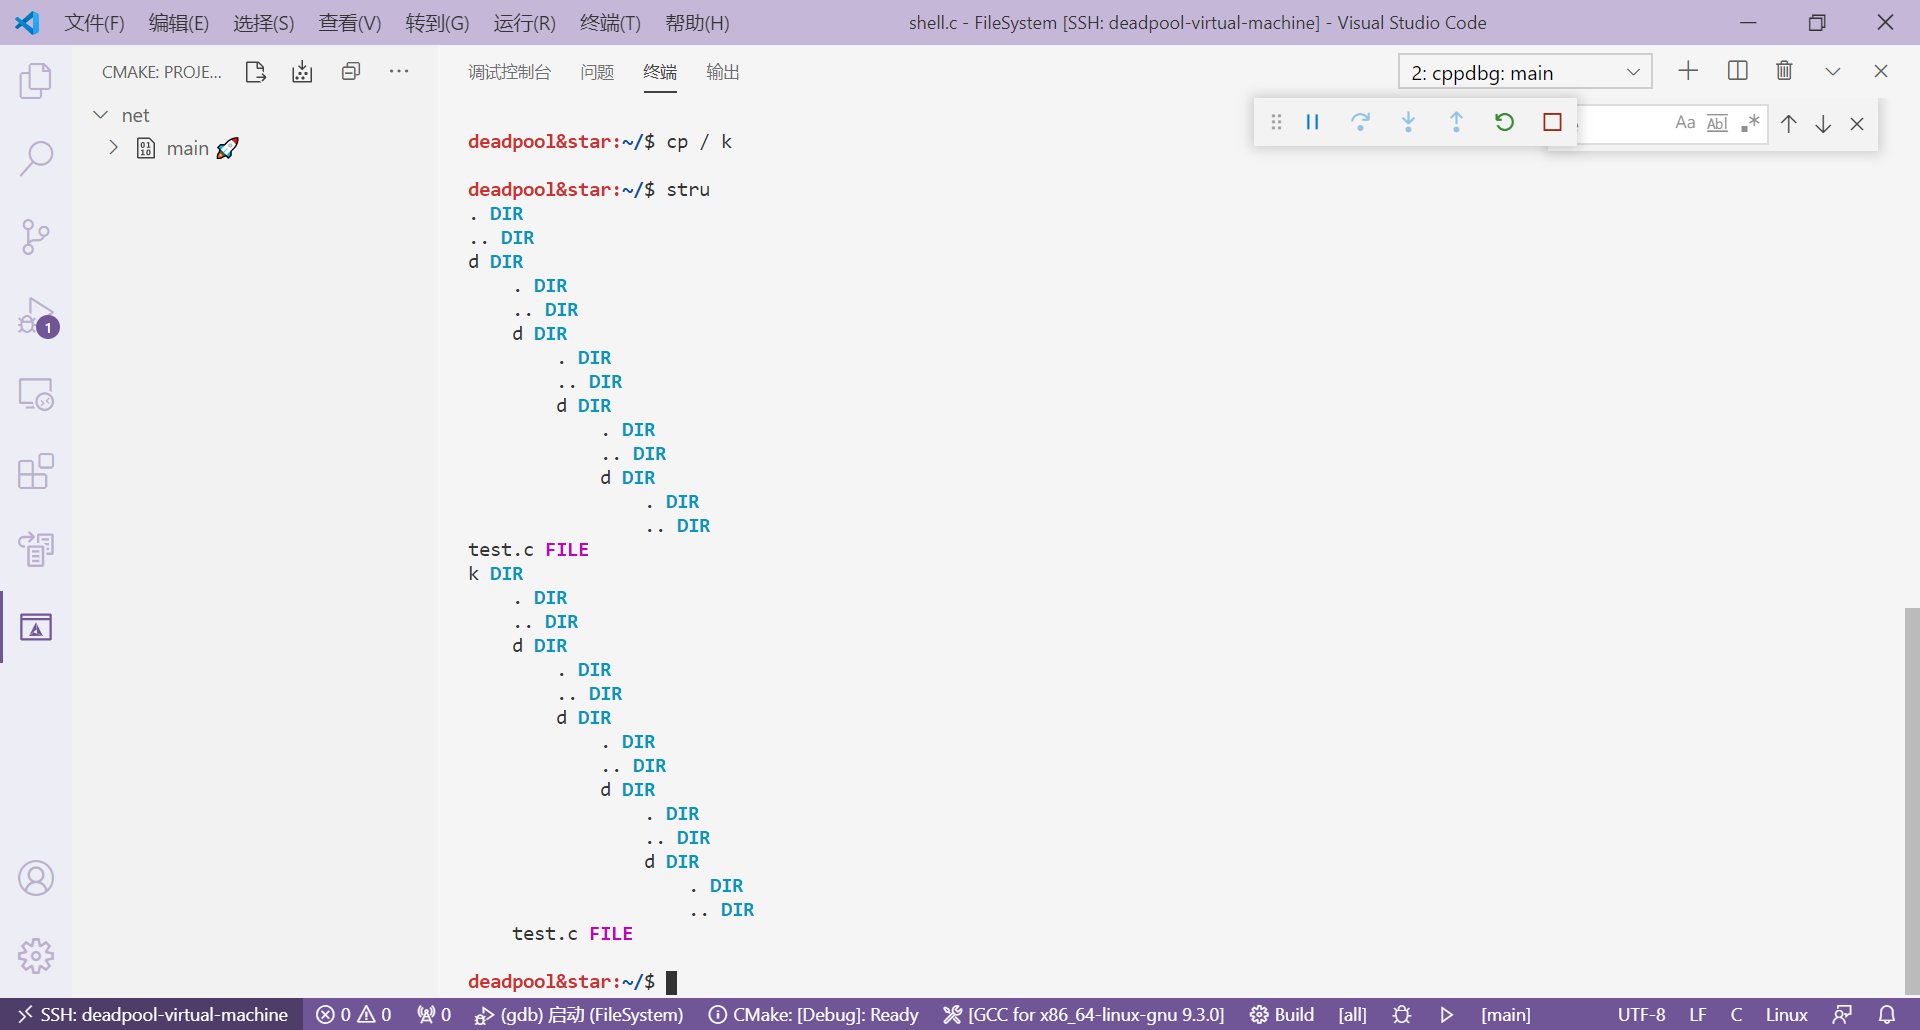 文件(F) 编辑(E) 选择(S) 查看(V) 转到(G) 运行(R) 终端(T) 帮助(H) shell.c - FileSystem [SSH: deadpool-virtual-machine] - Visual Studio Code
CMAKE: PROJE...
net
main 🚀
调试控制台 问题 终端 输出
2: cppdbg: main
Aa Abl .*
deadpool&star:~/$ cp / k
deadpool&star:~/$ stru
. DIR
.. DIR
d DIR
    . DIR
    .. DIR
    d DIR
        . DIR
        .. DIR
        d DIR
            . DIR
            .. DIR
            d DIR
                . DIR
                .. DIR
test.c FILE
k DIR
    . DIR
    .. DIR
    d DIR
        . DIR
        .. DIR
        d DIR
            . DIR
            .. DIR
            d DIR
                . DIR
                .. DIR
                d DIR
                    . DIR
                    .. DIR
    test.c FILE
deadpool&star:~/$
1
SSH: deadpool-virtual-machine 0 0 0 (gdb) 启动 (FileSystem) CMake: [Debug]: Ready [GCC for x86_64-linux-gnu 9.3.0] Build [all] [main] UTF-8 LF C Linux